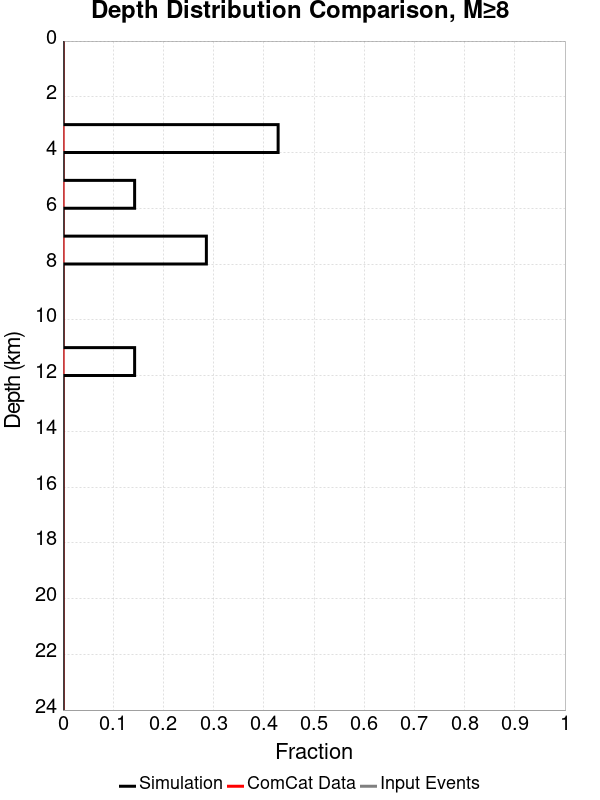 Depth Distribution Comparison, M≥8
0
2
4
6
8
10
12
14
16
18
20
22
24
Depth (km)
0 0.1 0.2 0.3 0.4 0.5 0.6 0.7 0.8 0.9 1
Fraction
Simulation ComCat Data Input Events